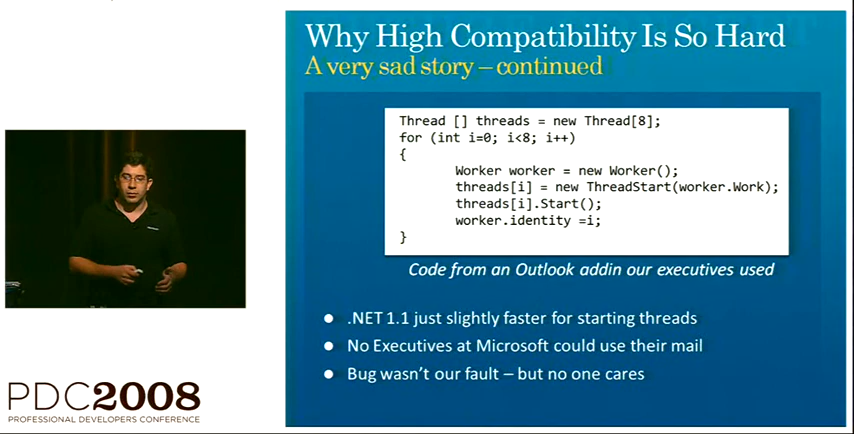 Why High Compatibility Is So Hard
A very sad story – continued
Thread [] threads = new Thread[8];
for (int i=0; i<8; i++)
{
Worker worker = new Worker();
threads[i] = new ThreadStart(worker.Work);
threads[i].Start();
worker.identity =i;
}
Code from an Outlook addin our executives used
● .NET 1.1 just slightly faster for starting threads
● No Executives at Microsoft could use their mail
● Bug wasn't our fault – but no one cares
PDC2008
PROFESSIONAL DEVELOPERS CONFERENCE